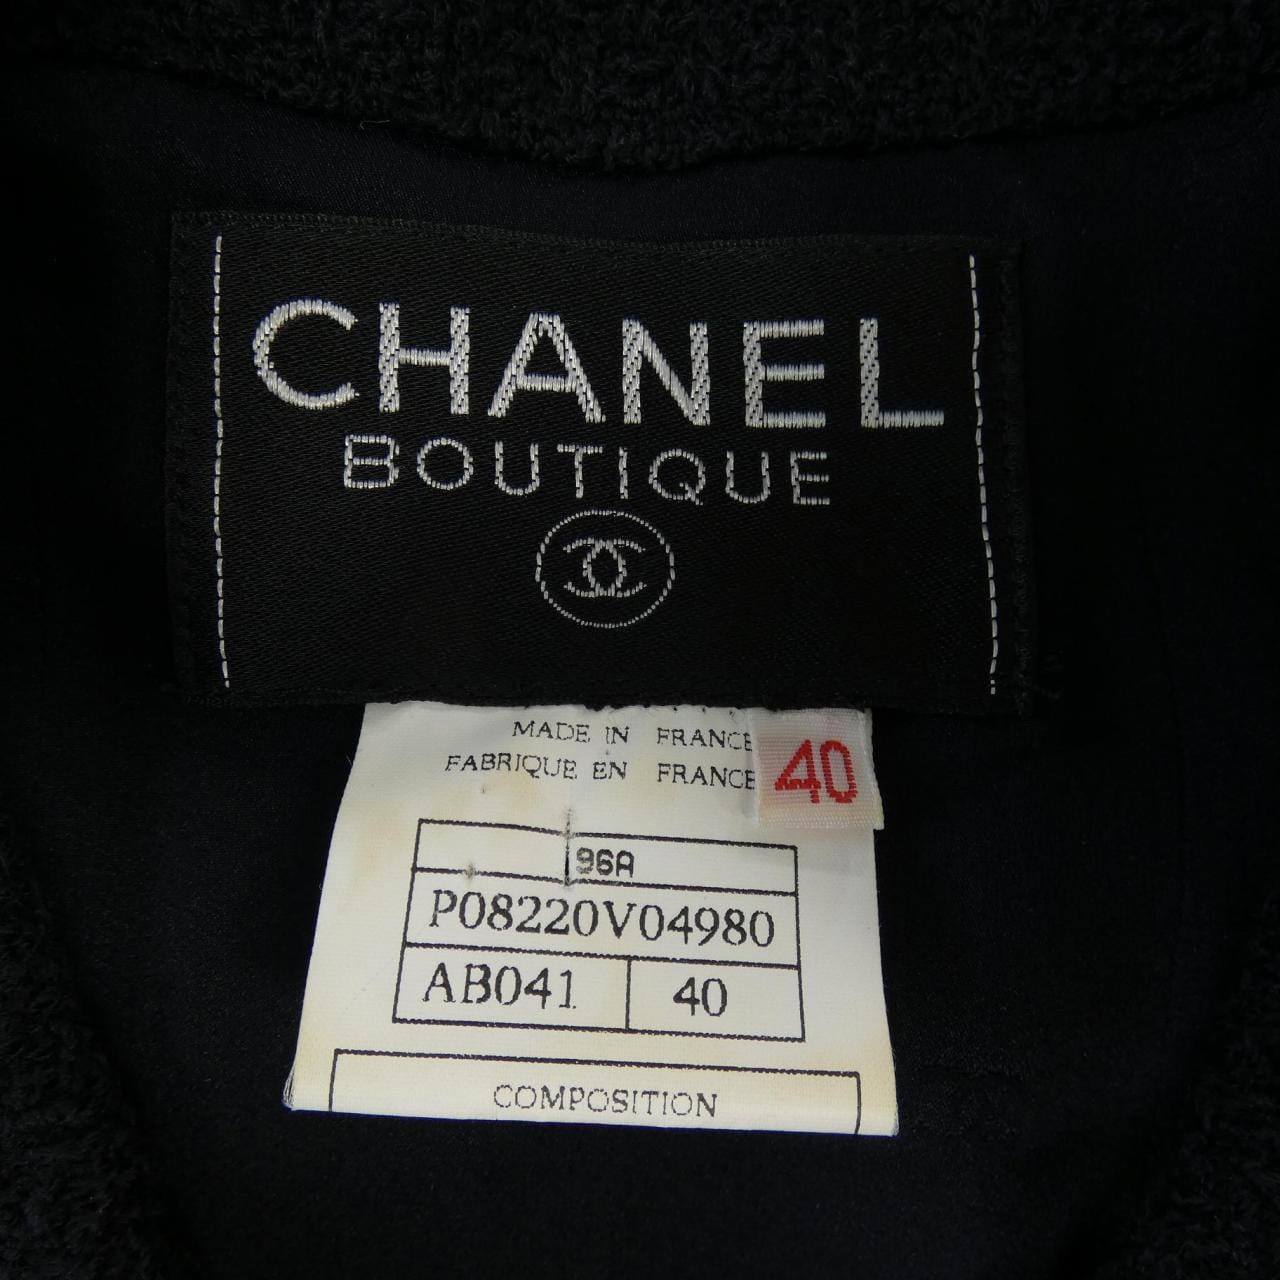 CHANEL
BOUTIQUE
MADE IN FRANCE
FABRIQUE EN FRANCE
40
96A
P08220V04980
AB041 40
COMPOSITION